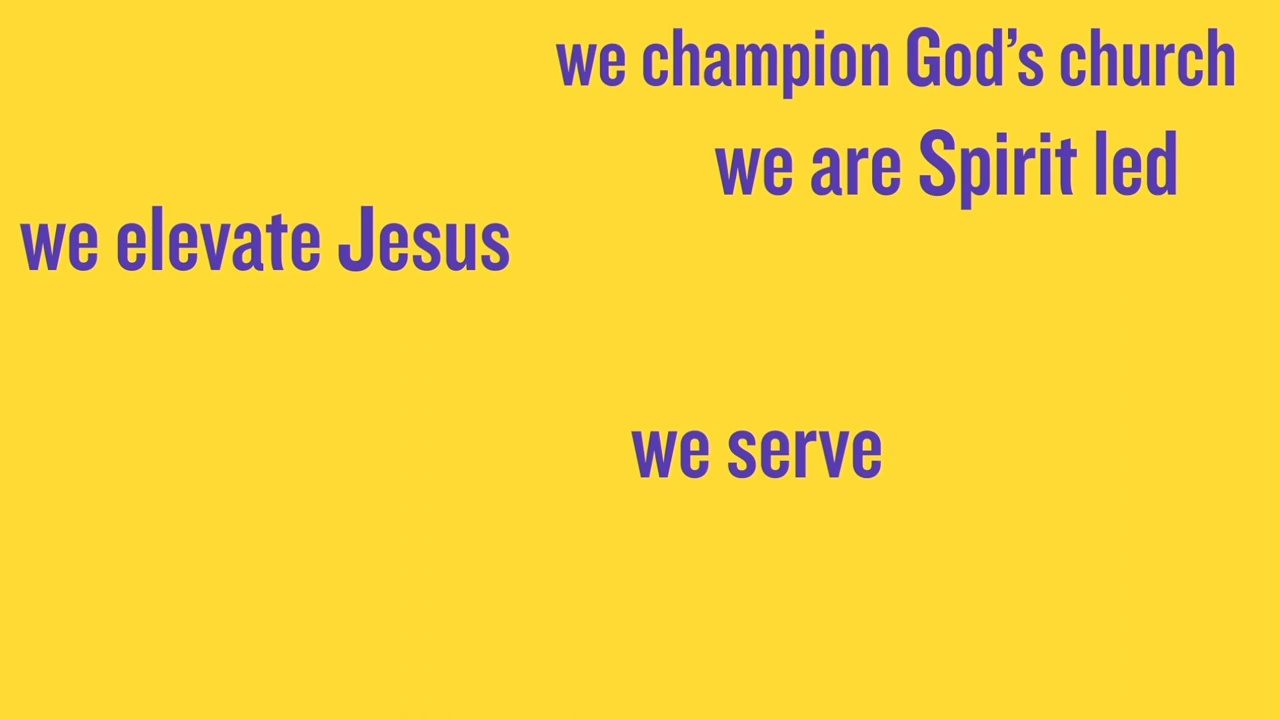 we champion God’s church
we are Spirit led
we elevate Jesus
we serve